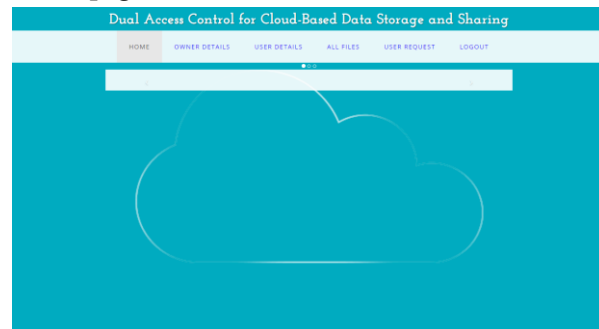 Dual Access Control for Cloud-Based Data Storage and Sharing
HOME OWNER DETAILS USER DETAILS ALL FILES USER REQUEST LOGOUT